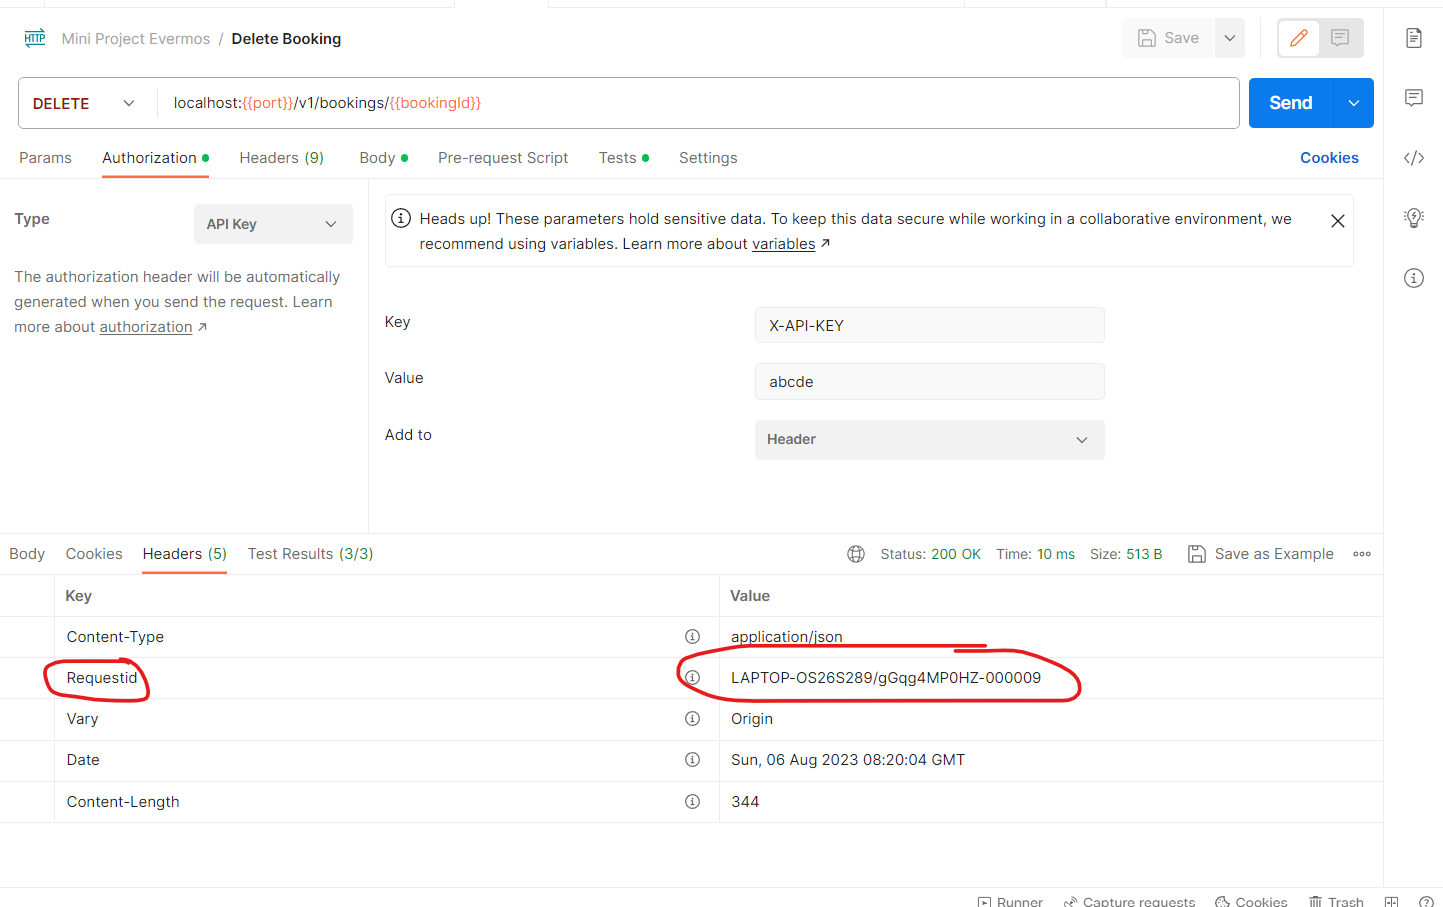 HTTP Mini Project Evermos / Delete Booking Save
DELETE localhost:{{port}}/v1/bookings/{{bookingId}} Send
Params Authorization Headers (9) Body Pre-request Script Tests Settings Cookies
Type API Key
The authorization header will be automatically
generated when you send the request. Learn
more about authorization ↗
Heads up! These parameters hold sensitive data. To keep this data secure while working in a collaborative environment, we
recommend using variables. Learn more about variables ↗
Key X-API-KEY
Value abcde
Add to Header
Body Cookies Headers (5) Test Results (3/3) Status: 200 OK Time: 10 ms Size: 513 B Save as Example
Key Value
Content-Type application/json
Requestid LAPTOP-OS26S289/gGqg4MP0HZ-000009
Vary Origin
Date Sun, 06 Aug 2023 08:20:04 GMT
Content-Length 344
Runner Capture requests Cookies Trash